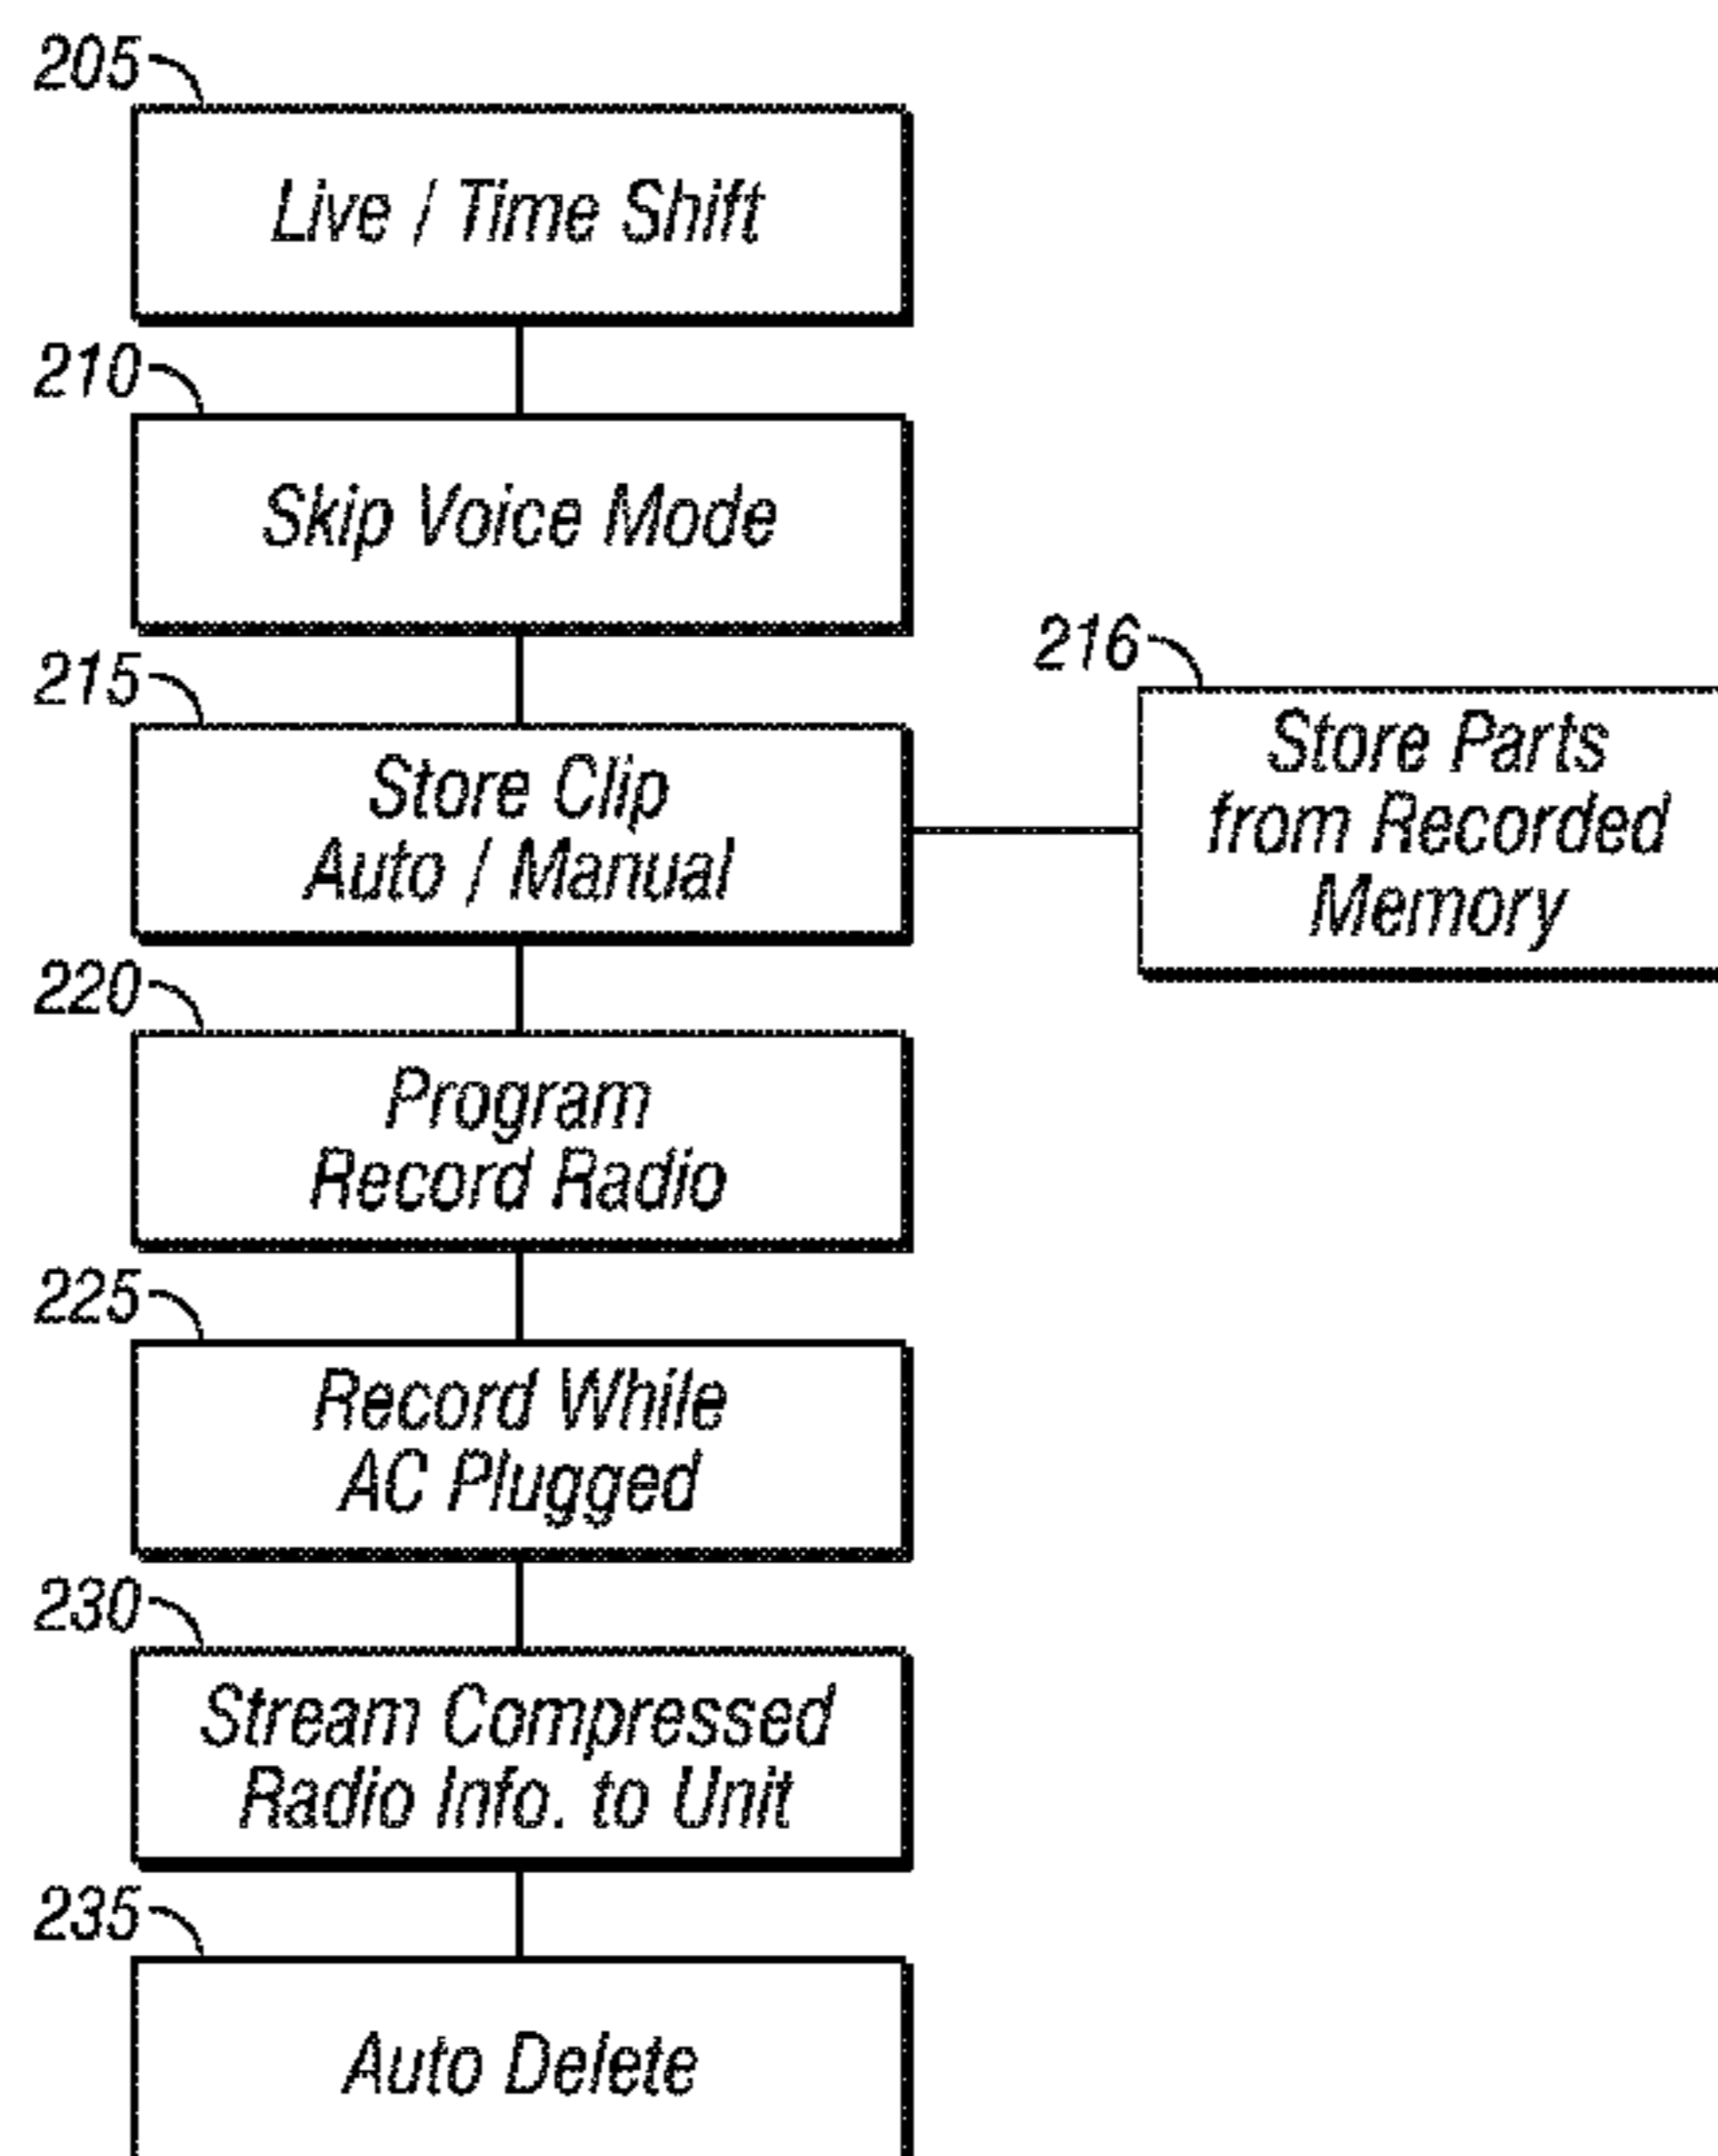 205
Live / Time Shift
210
Skip Voice Mode
215
Store Clip
Auto / Manual
216
Store Parts
from Recorded
Memory
220
Program
Record Radio
225
Record While
AC Plugged
230
Stream Compressed
Radio Info. to Unit
235
Auto Delete